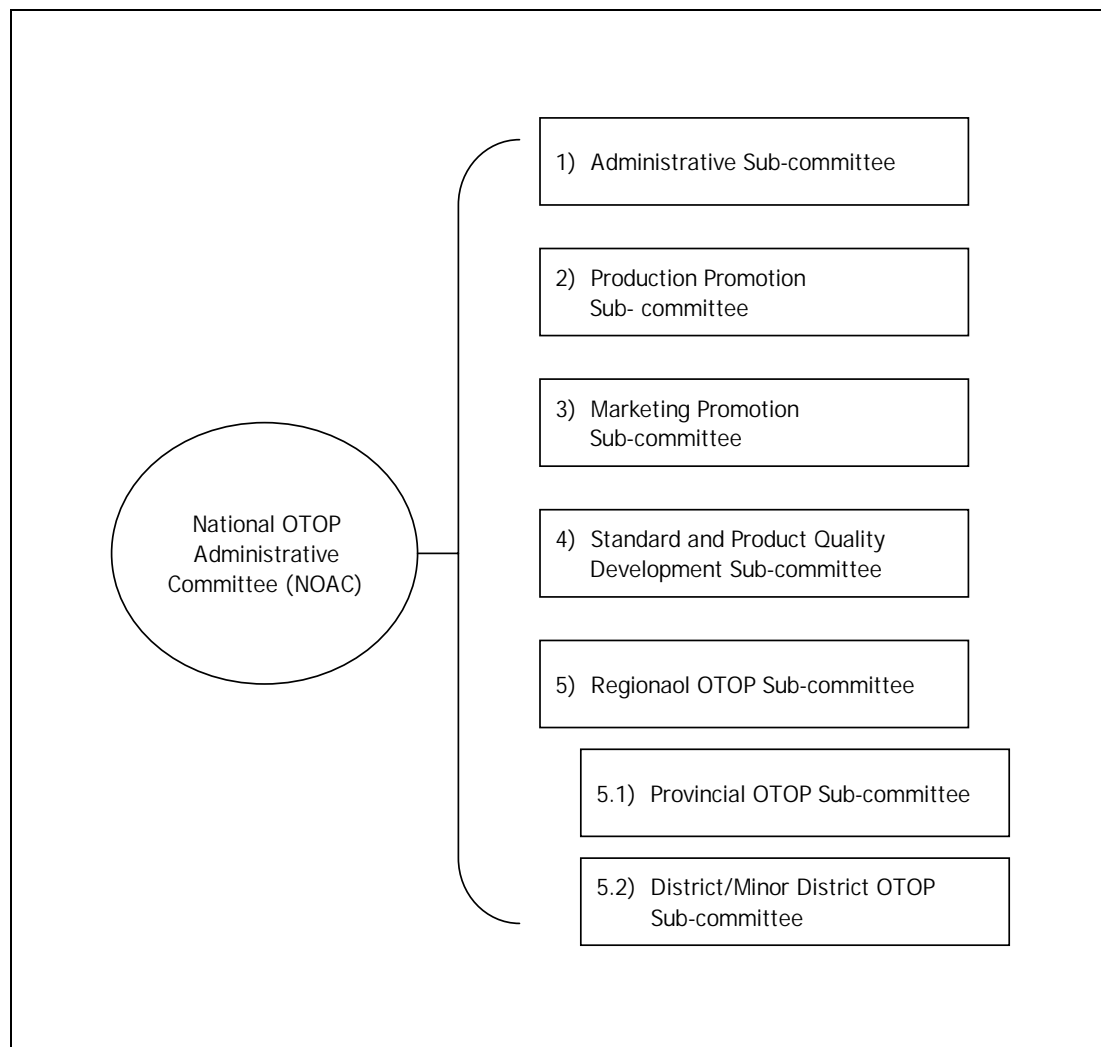 National OTOP
Administrative
Committee (NOAC)
1) Administrative Sub-committee
2) Production Promotion
Sub- committee
3) Marketing Promotion
Sub-committee
4) Standard and Product Quality
Development Sub-committee
5) Regionaol OTOP Sub-committee
5.1) Provincial OTOP Sub-committee
5.2) District/Minor District OTOP
Sub-committee